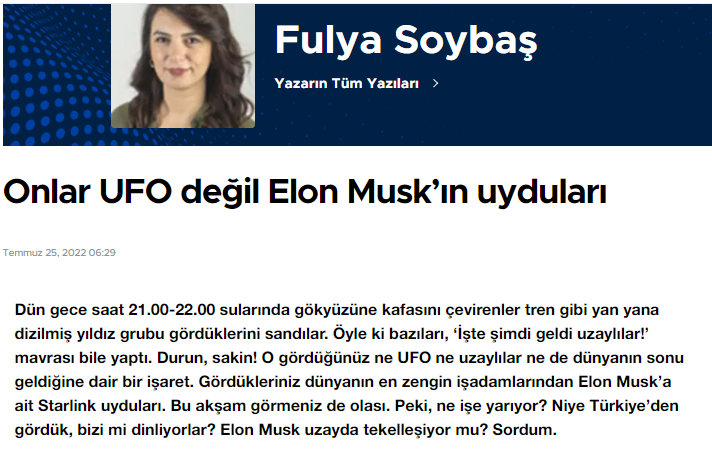 Fulya Soybaş
Yazarın Tüm Yazıları >
Onlar UFO değil Elon Musk’ın uyduları
Temmuz 25, 2022 06:29
Dün gece saat 21.00-22.00 sularında gökyüzüne kafasını çevirenler tren gibi yan yana
dizilmiş yıldız grubu gördüklerini sandılar. Öyle ki bazıları, ‘İşte şimdi geldi uzaylılar!’
mavrası bile yaptı. Durun, sakin! O gördüğünüz ne UFO ne uzaylılar ne de dünyanın sonu
geldiğine dair bir işaret. Gördükleriniz dünyanın en zengin işadamlarından Elon Musk’a
ait Starlink uyduları. Bu akşam görmeniz de olası. Peki, ne işe yarıyor? Niye Türkiye’den
gördük, bizi mi dinliyorlar? Elon Musk uzayda tekelleşiyor mu? Sordum.